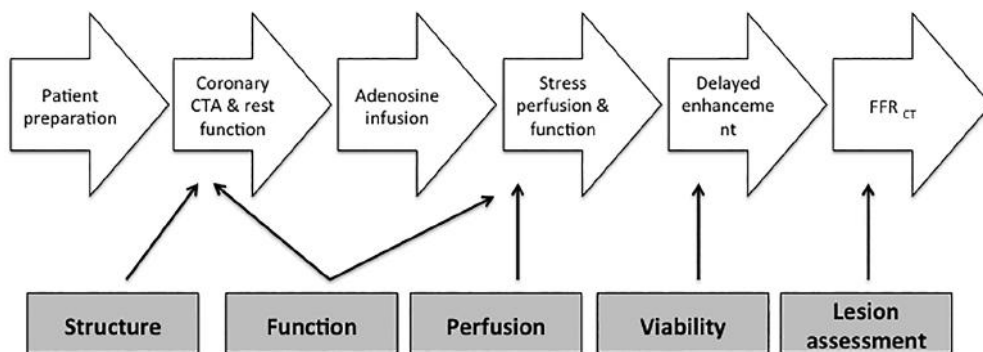 Patient
preparation
Coronary
CTA & rest
function
Adenosine
infusion
Stress
perfusion &
function
Delayed
enhanceme
nt
FFR CT
Structure
Function
Perfusion
Viability
Lesion
assessment